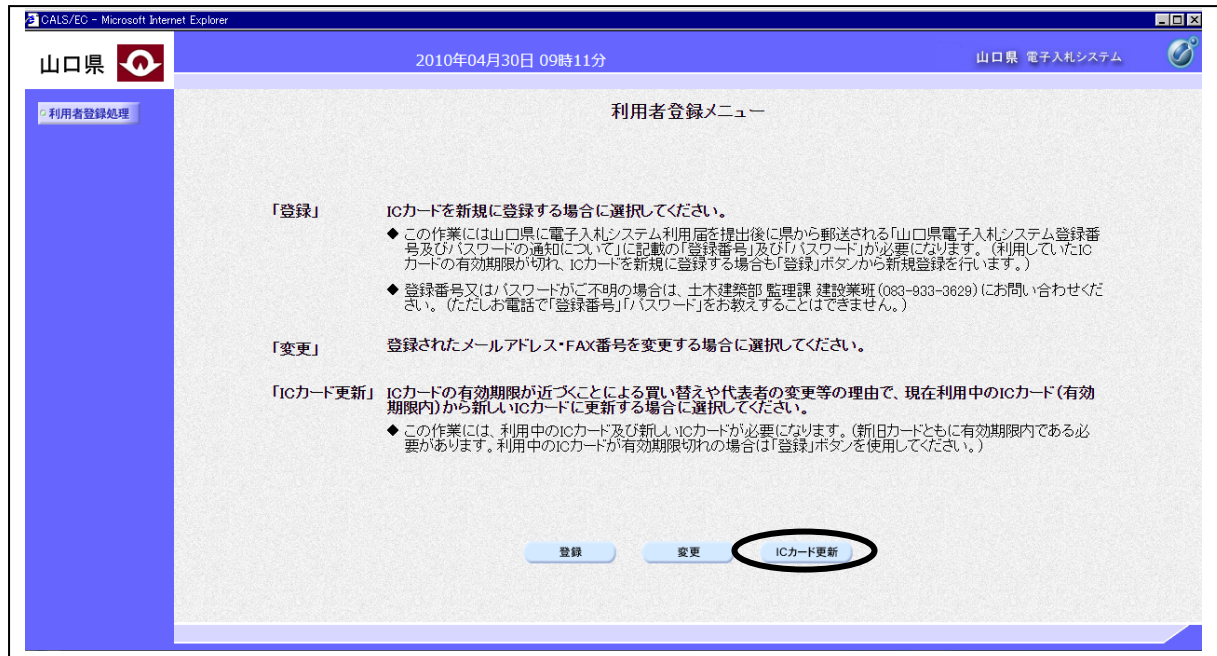 CALS/EC - Microsoft Internet Explorer
山口県
2010年04月30日 09時11分
山口県 電子入札システム
利用者登録処理
利用者登録メニュー
「登録」 ICカードを新規に登録する場合に選択してください。
◆ この作業には山口県に電子入札システム利用届を提出後に県から郵送される「山口県電子入札システム登録番
号及びパスワードの通知について」に記載の「登録番号」及び「パスワード」が必要になります。（利用していたIC
カードの有効期限が切れ、ICカードを新規に登録する場合も「登録」ボタンから新規登録を行います。）
◆ 登録番号又はパスワードがご不明の場合は、土木建築部 監理課 建設業班（083-933-3629）にお問い合わせくだ
さい。（ただしお電話で「登録番号」「パスワード」をお教えすることはできません。）
「変更」 登録されたメールアドレス・FAX番号を変更する場合に選択してください。
「ICカード更新」 ICカードの有効期限が近づくことによる買い替えや代表者の変更等の理由で、現在利用中のICカード（有効
期限内）から新しいICカードに更新する場合に選択してください。
◆ この作業には、利用中のICカード及び新しいICカードが必要になります。（新旧カードともに有効期限内である必
要があります。利用中のICカードが有効期限切れの場合は「登録」ボタンを使用してください。）
登録 変更 ICカード更新